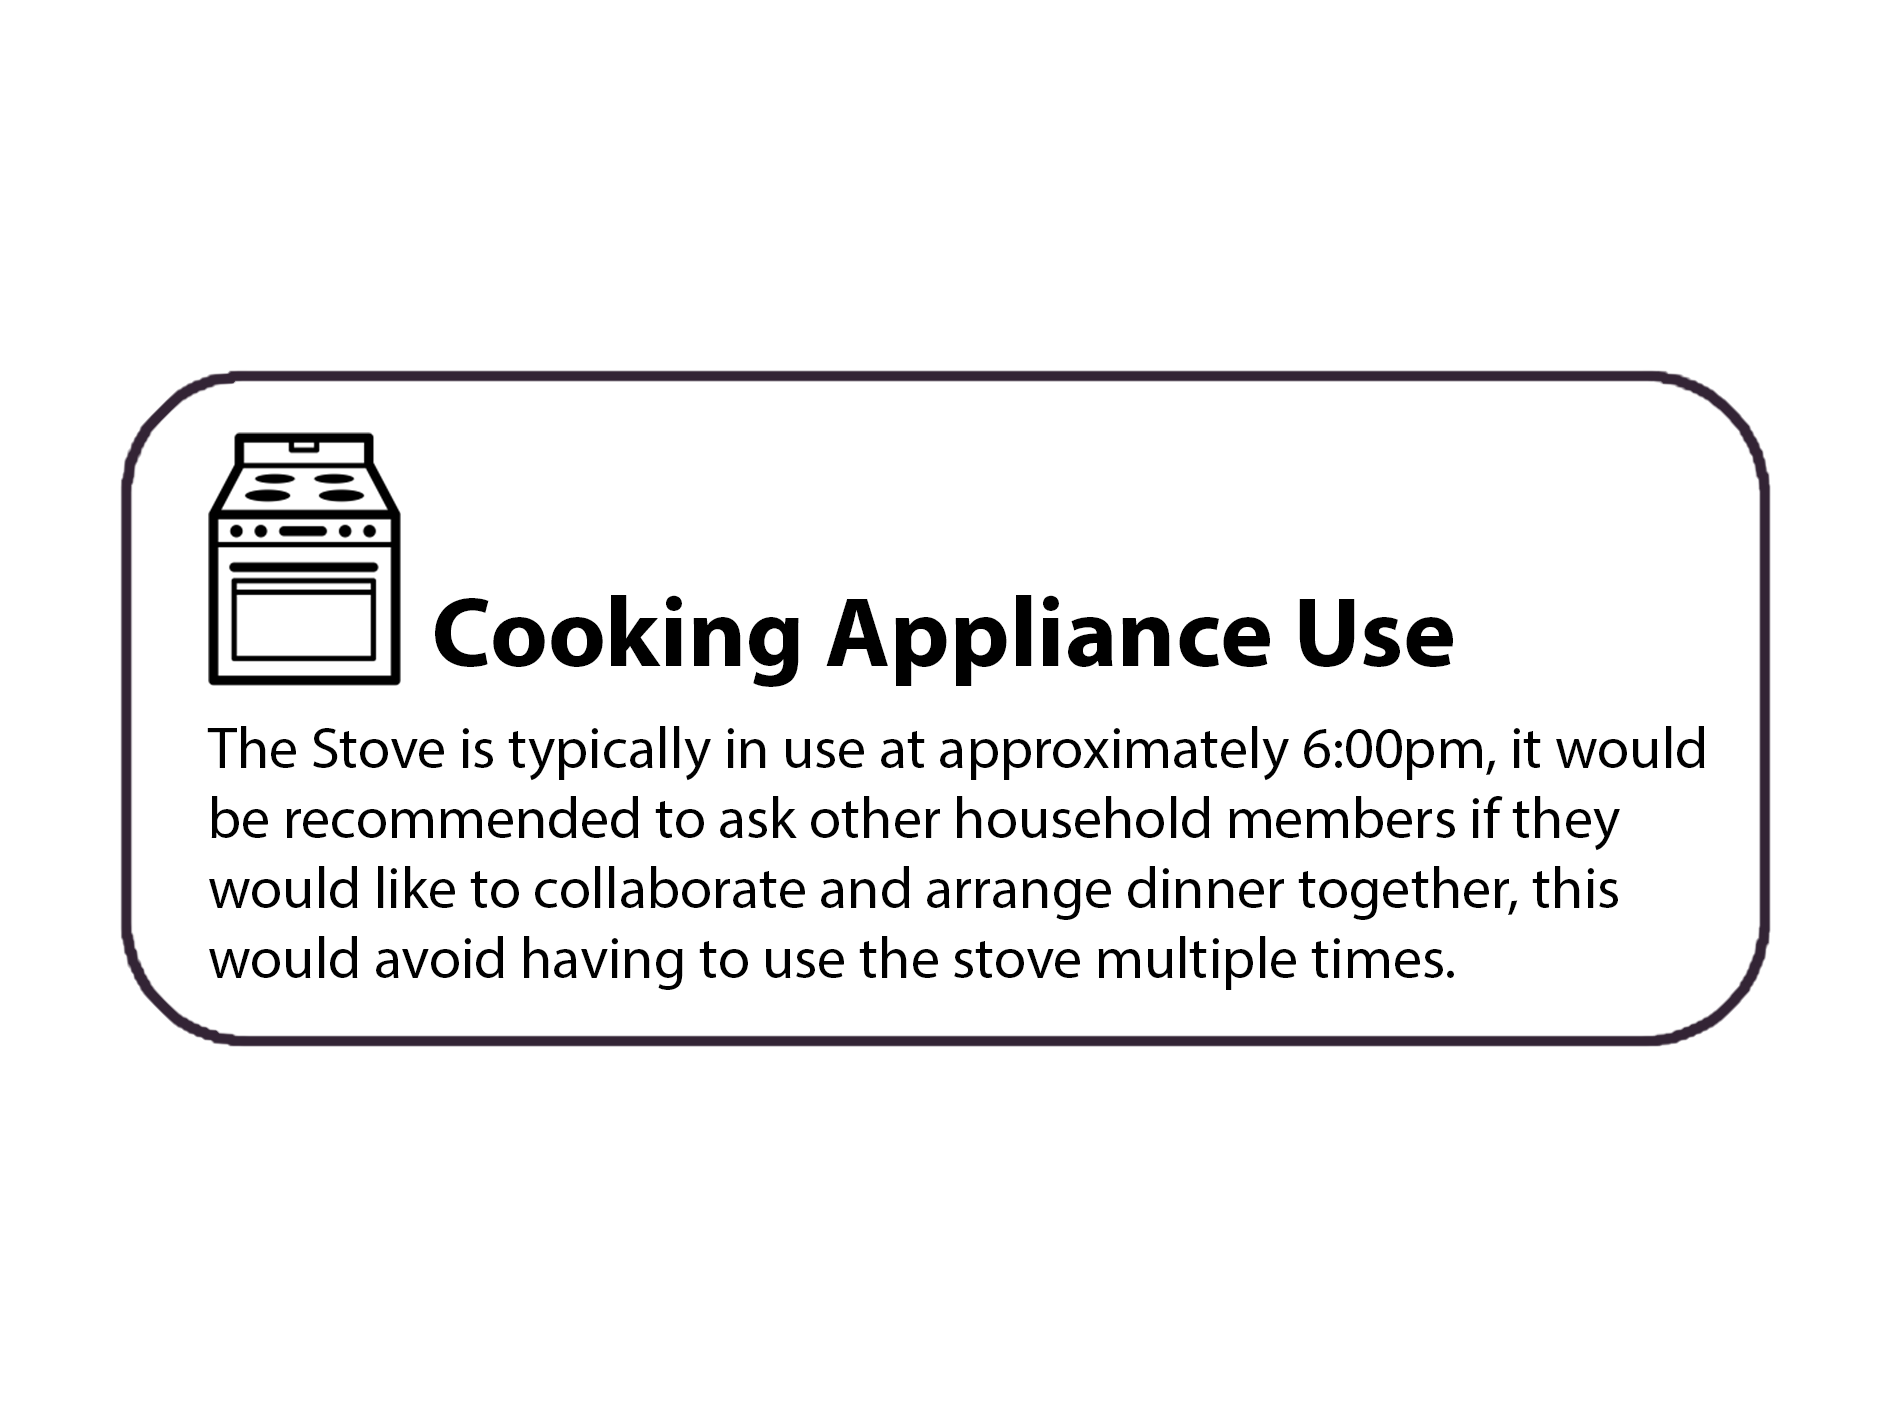 Cooking Appliance Use
The Stove is typically in use at approximately 6:00pm, it would
be recommended to ask other household members if they
would like to collaborate and arrange dinner together, this
would avoid having to use the stove multiple times.